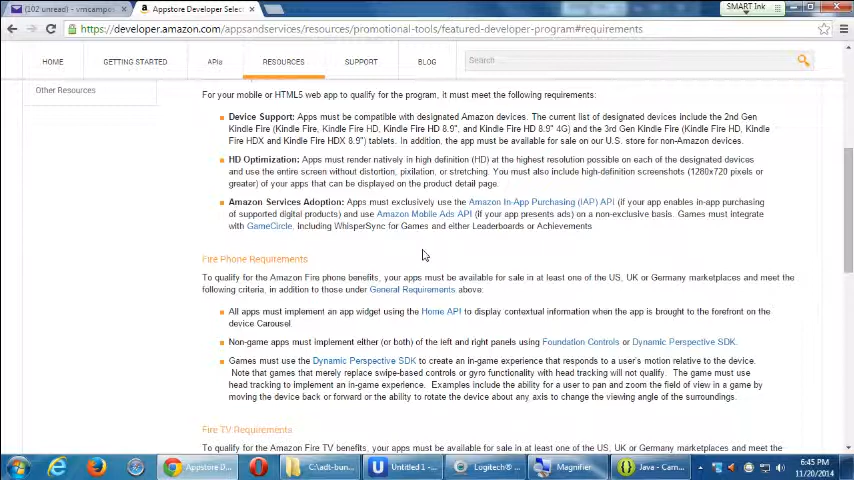 (102 unread) - vmcampos
Appstore Developer Select
SMART Ink
https://developer.amazon.com/appsandservices/resources/promotional-tools/featured-developer-program#requirements
HOME GETTING STARTED APIs RESOURCES SUPPORT BLOG Search
Other Resources
For your mobile or HTML5 web app to qualify for the program, it must meet the following requirements:
Device Support: Apps must be compatible with designated Amazon devices. The current list of designated devices include the 2nd Gen
Kindle Fire (Kindle Fire, Kindle Fire HD, Kindle Fire HD 8.9", and Kindle Fire HD 8.9" 4G) and the 3rd Gen Kindle Fire (Kindle Fire HD, Kindle
Fire HDX and Kindle Fire HDX 8.9") tablets. In addition, the app must be available for sale on our U.S. store for non-Amazon devices.
HD Optimization: Apps must render natively in high definition (HD) at the highest resolution possible on each of the designated devices
and use the entire screen without distortion, pixilation, or stretching. You must also include high-definition screenshots (1280x720 pixels or
greater) of your apps that can be displayed on the product detail page.
Amazon Services Adoption: Apps must exclusively use the Amazon In-App Purchasing (IAP) API (if your app enables in-app purchasing
of supported digital products) and use Amazon Mobile Ads API (if your app presents ads) on a non-exclusive basis. Games must integrate
with GameCircle, including WhisperSync for Games and either Leaderboards or Achievements
Fire Phone Requirements
To qualify for the Amazon Fire phone benefits, your apps must be available for sale in at least one of the US, UK or Germany marketplaces and meet the
following criteria, in addition to those under General Requirements above:
All apps must implement an app widget using the Home API to display contextual information when the app is brought to the forefront on the
device Carousel.
Non-game apps must implement either (or both) of the left and right panels using Foundation Controls or Dynamic Perspective SDK.
Games must use the Dynamic Perspective SDK to create an in-game experience that responds to a user's motion relative to the device.
Note that games that merely replace swipe-based controls or gyro functionality with head tracking will not qualify. The game must use
head tracking to implement an in-game experience. Examples include the ability for a user to pan and zoom the field of view in a game by
moving the device back or forward or the ability to rotate the device about any axis to change the viewing angle of the surroundings.
Fire TV Requirements
To qualify for the Amazon Fire TV benefits, your apps must be available for sale in at least one of the US, UK or Germany marketplaces and meet the
Appstore D... C:\adt-bun... Untitled 1 -... Logitech® ... Magnifier Java - Cam...
6:45 PM
11/20/2014